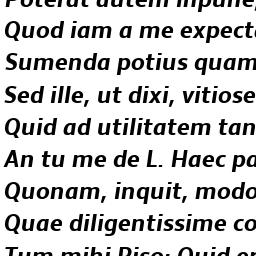 Poterat autem inpune,
Quod iam a me expect
Sumenda potius quam
Sed ille, ut dixi, vitiose
Quid ad utilitatem tan
An tu me de L. Haec pa
Quonam, inquit, modo
Quae diligentissime co
Tum mihi Piso: Quid er